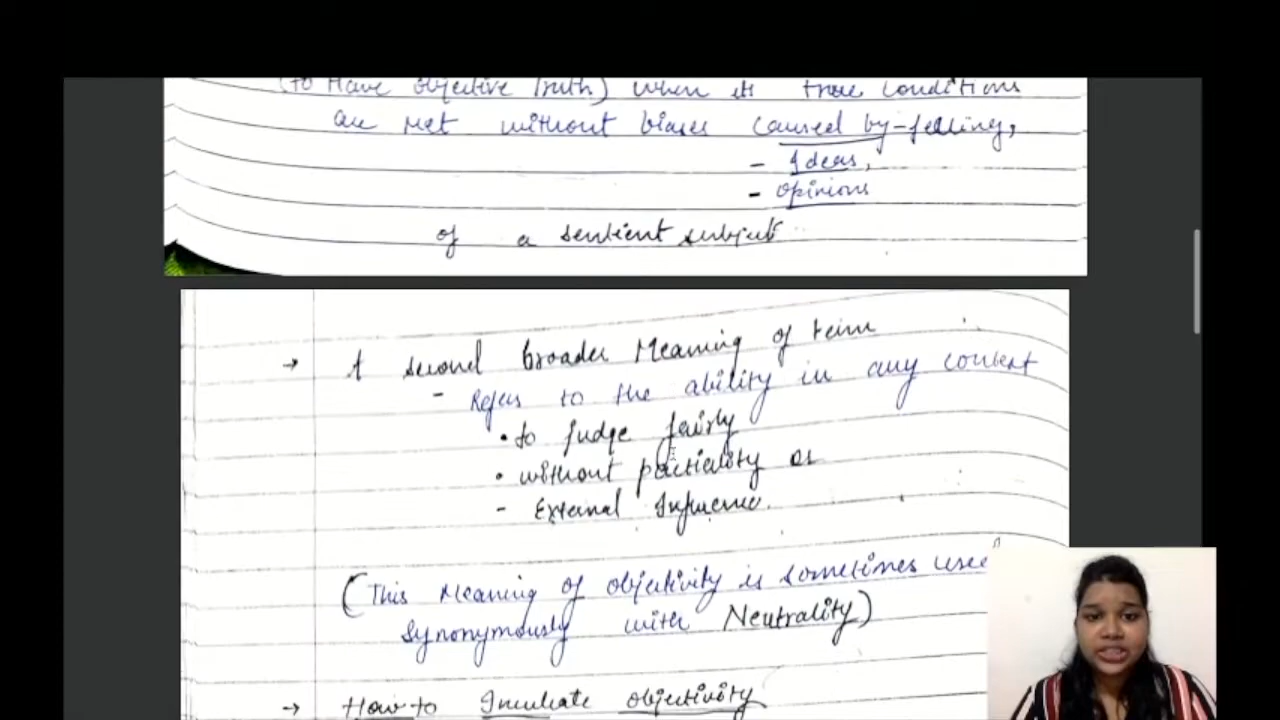 (to Have objective Truth) when its true conditions
are met without biases caused by - felling,
- Ideas,
- opinions
of a sentient subject
→ A second broader Meaning of term
- Refers to the ability in any context
• to judge fairly
• without partiality or
- External Influence.
(This Meaning of objectivity is sometimes used
synonymously with Neutrality)
→ How to Inculcate objectivity